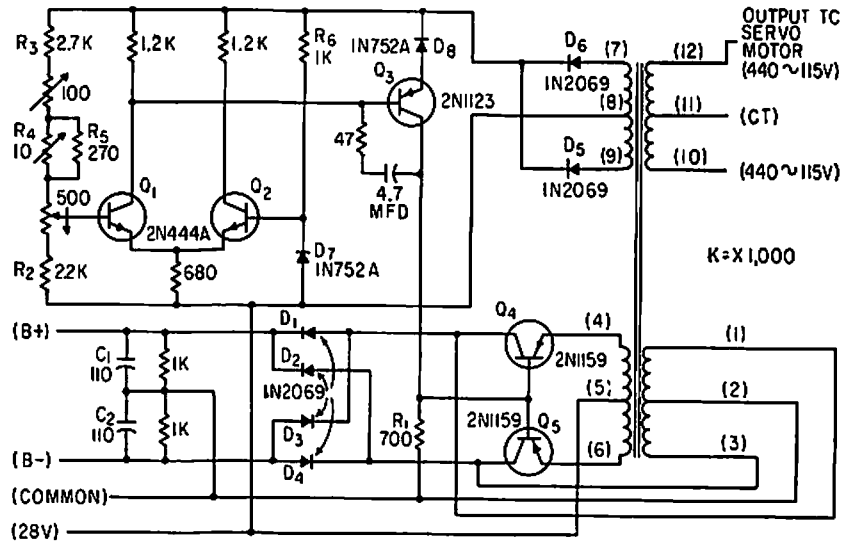 OUTPUT TC
SERVO
MOTOR
(440~115V)
R3 2.7K
1.2K
1.2K
R6
1K
1N752A
D8
Q3
2N1123
D6
1N2069
(7)
(12)
100
(8)
(11)
(CT)
R4
10
R5
270
47
4.7
MFD
D5
1N2069
(9)
(10)
(440~115V)
500
Q1
Q2
2N444A
D7
1N752A
K=X1,000
R2 2.2K
680
(B+)
D1
Q4
2N1159
(4)
(1)
C1
110
1K
D2
1N2069
(5)
(2)
C2
110
1K
D3
R1
700
2N1159
Q5
(B-)
D4
(6)
(3)
(COMMON)
(28V)